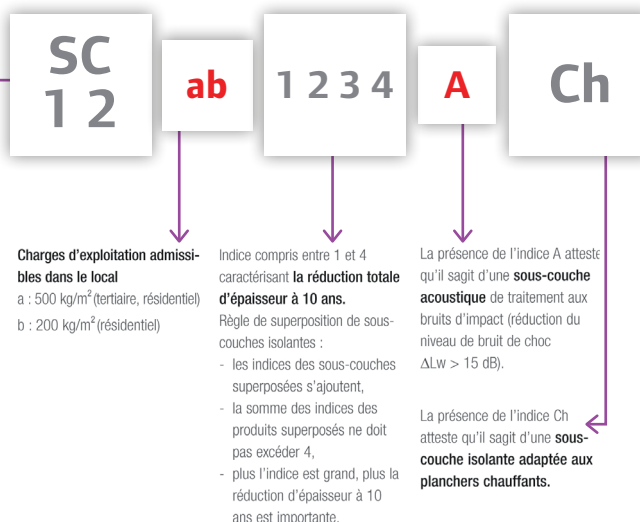 SC
1 2
ab
1 2 3 4
A
Ch
Charges d'exploitation admissi-
bles dans le local
a : 500 kg/m² (tertiaire, résidentiel)
b : 200 kg/m² (résidentiel)
Indice compris entre 1 et 4
caractérisant la réduction totale
d'épaisseur à 10 ans.
Règle de superposition de sous-
couches isolantes :
- les indices des sous-couches
superposées s'ajoutent,
- la somme des indices des
produits superposés ne doit
pas excéder 4,
- plus l'indice est grand, plus la
réduction d'épaisseur à 10
ans est importante.
La présence de l'indice A atteste
qu'il sagit d'une sous-couche
acoustique de traitement aux
bruits d'impact (réduction du
niveau de bruit de choc
ΔLw > 15 dB).
La présence de l'indice Ch
atteste qu'il sagit d'une sous-
couche isolante adaptée aux
planchers chauffants.